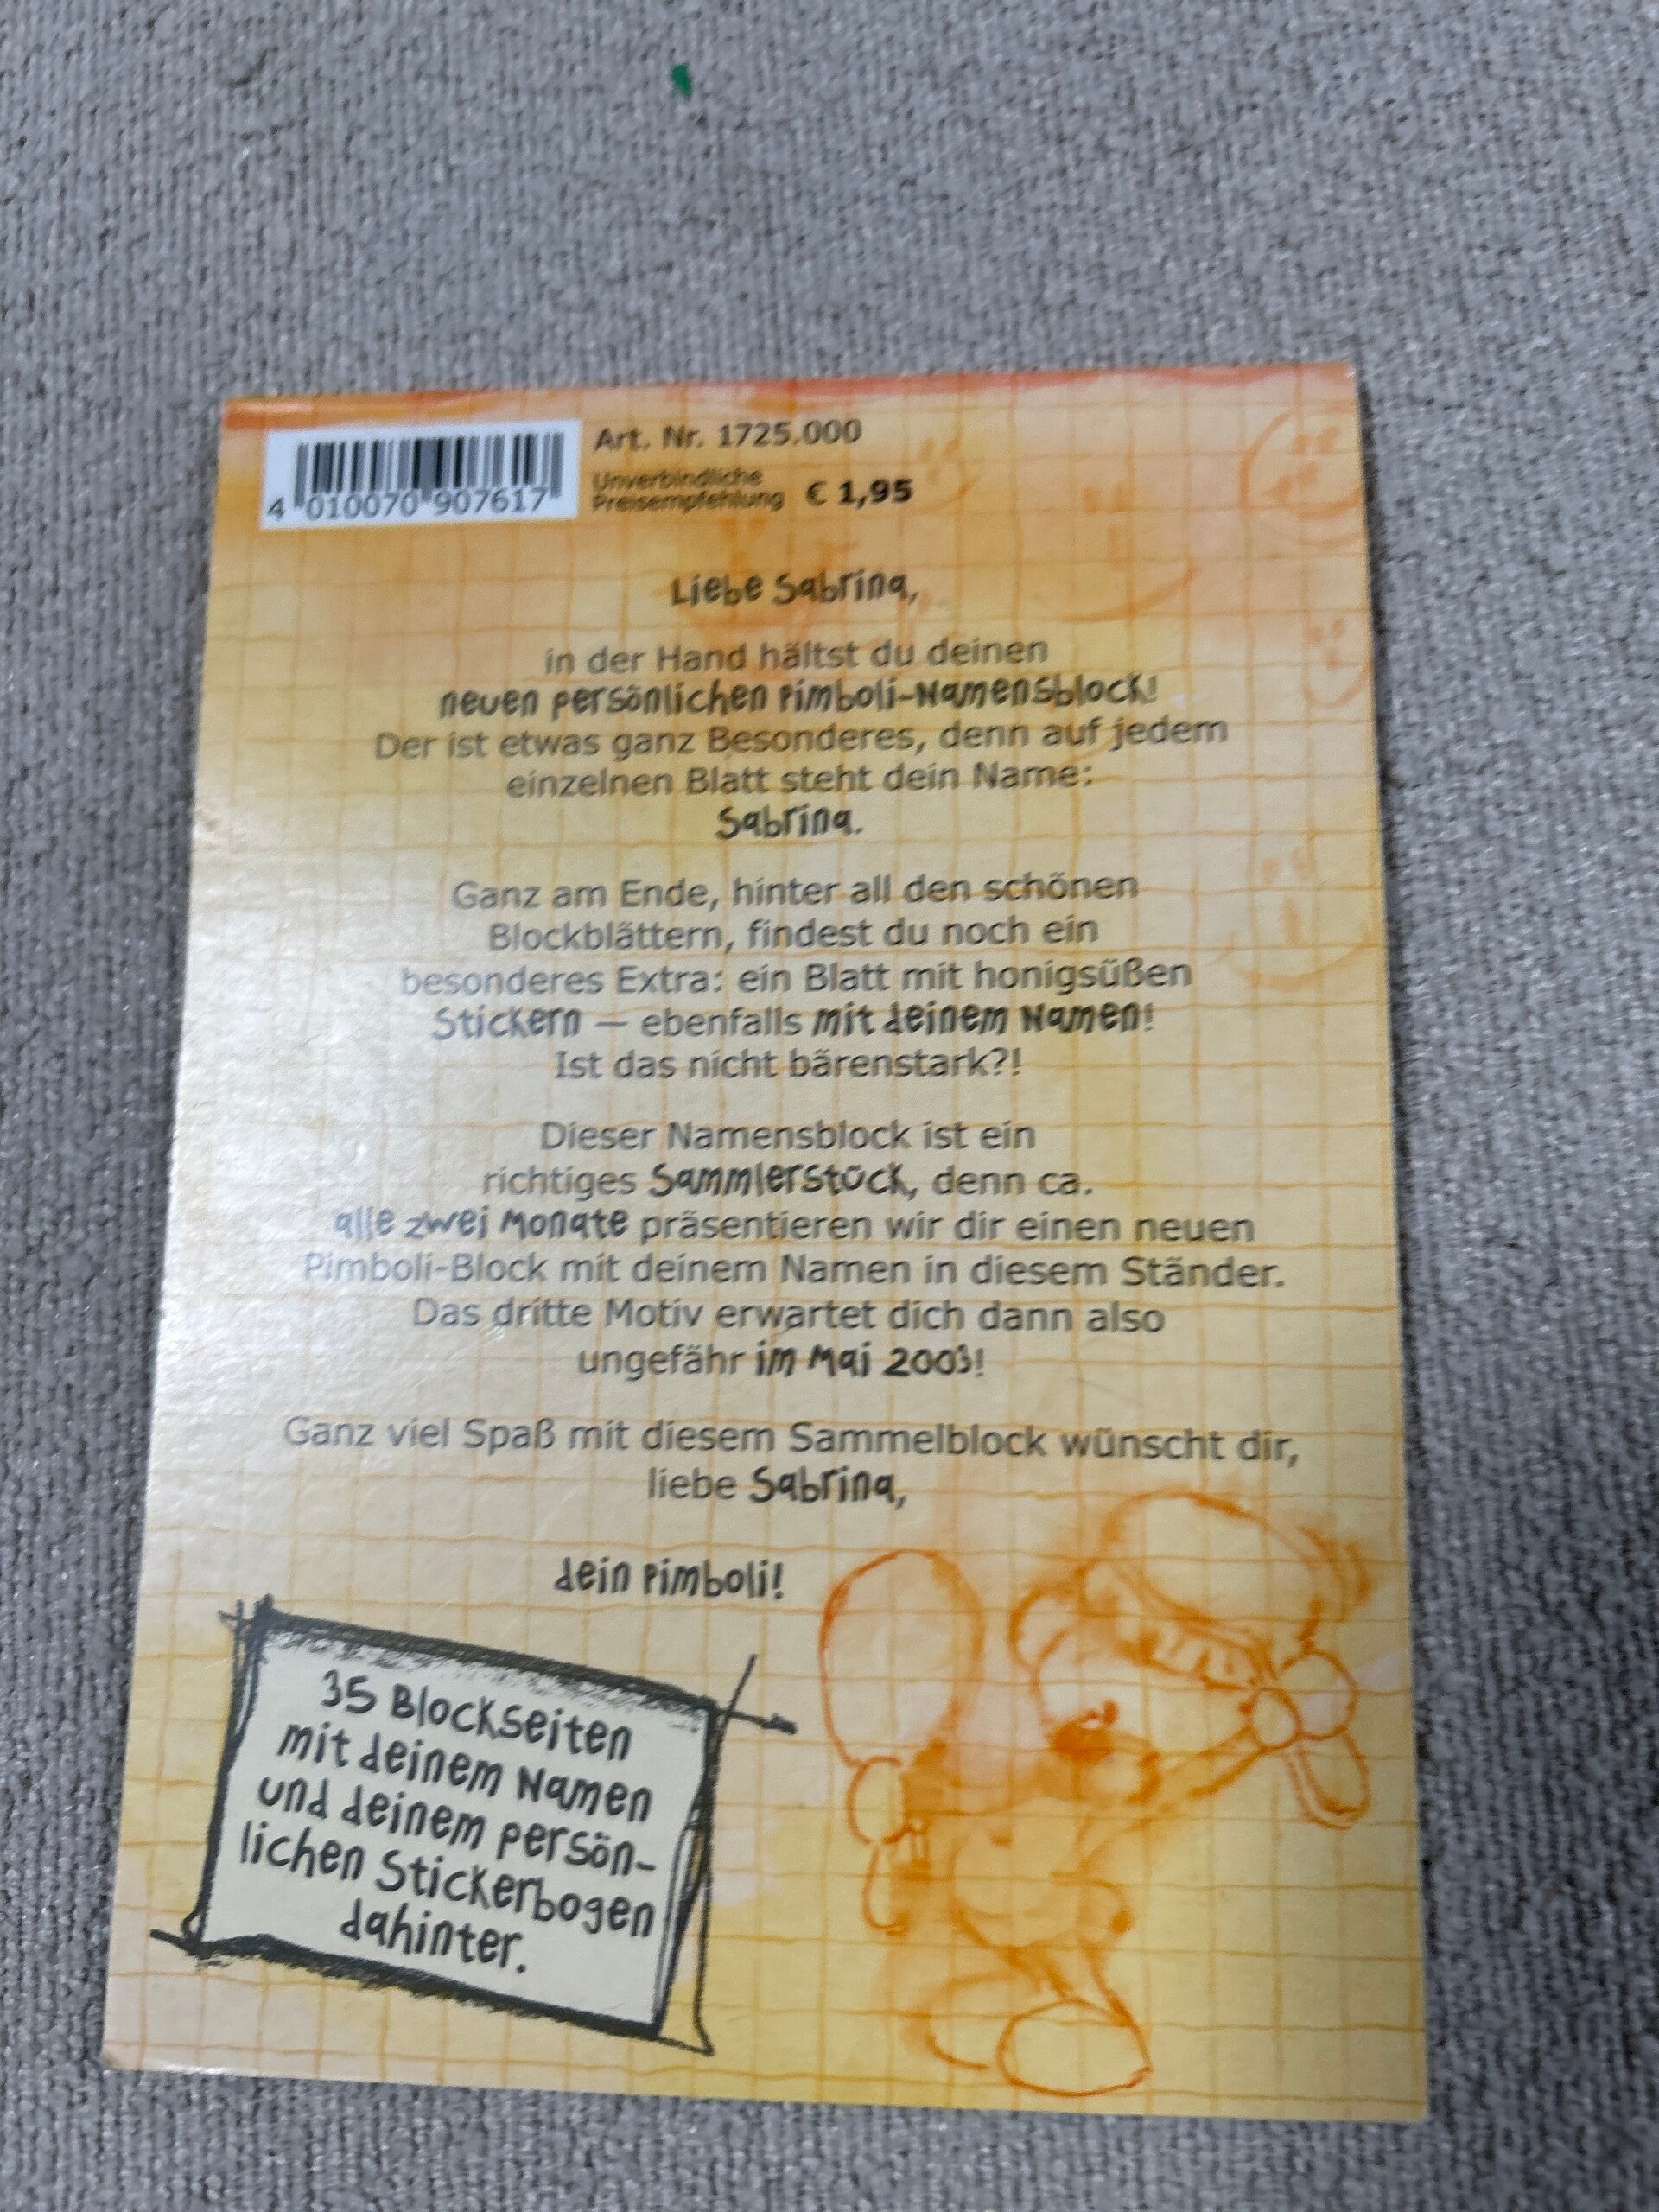 Art. Nr. 1725.000
Unverbindliche
Preisempfehlung € 1,95
4 010070 907617
Liebe Sabrina,
in der Hand hältst du deinen
neuen persönlichen Pimboli-Namensblock!
Der ist etwas ganz Besonderes, denn auf jedem
einzelnen Blatt steht dein Name:
Sabrina.
Ganz am Ende, hinter all den schönen
Blockblättern, findest du noch ein
besonderes Extra: ein Blatt mit honigsüßen
Stickern — ebenfalls mit deinem Namen!
Ist das nicht bärenstark?!
Dieser Namensblock ist ein
richtiges Sammlerstück, denn ca.
alle zwei Monate präsentieren wir dir einen neuen
Pimboli-Block mit deinem Namen in diesem Ständer.
Das dritte Motiv erwartet dich dann also
ungefähr im Mai 2003!
Ganz viel Spaß mit diesem Sammelblock wünscht dir,
liebe Sabrina,
dein Pimboli!
35 Blockseiten
mit deinem Namen
und deinem persön-
lichen Stickerbogen
dahinter.